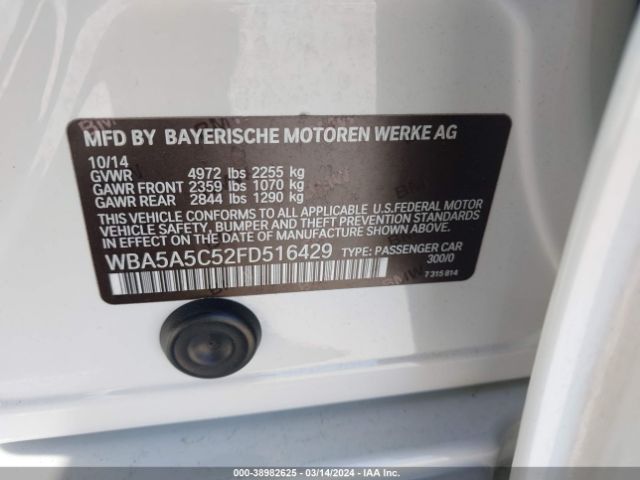 MFD BY BAYERISCHE MOTOREN WERKE AG
10/14
GVWR 4972 lbs 2255 kg
GAWR FRONT 2359 lbs 1070 kg
GAWR REAR 2844 lbs 1290 kg
THIS VEHICLE CONFORMS TO ALL APPLICABLE U.S.FEDERAL MOTOR
VEHICLE SAFETY, BUMPER, AND THEFT PREVENTION STANDARDS
IN EFFECT ON THE DATE OF MANUFACTURE SHOWN ABOVE.
WBA5A5C52FD516429 TYPE: PASSENGER CAR
300/0
7 315 814
000-38982625 - 03/14/2024 - IAA Inc.